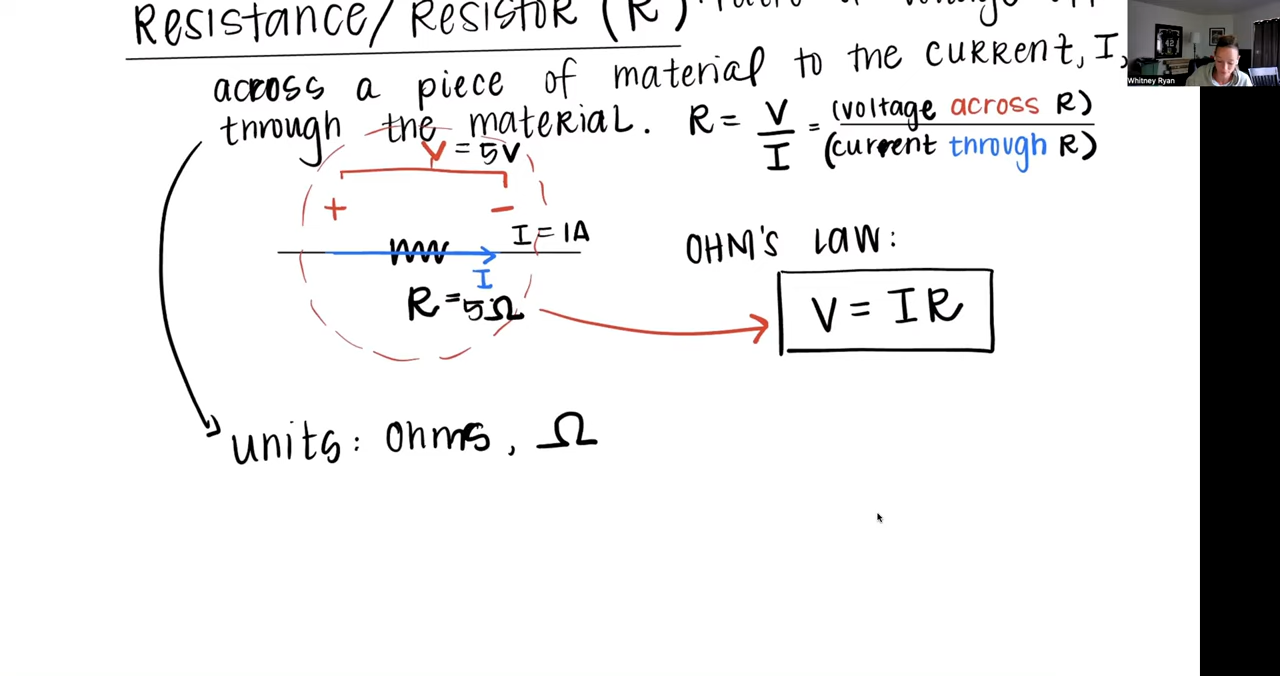 Resistance/Resistor (R)
across a piece of material to the current, I,
through the material. R = V/I = (voltage across R)/(current through R)
V = 5V
+ −
I = 1A
I
R = 5Ω
OHM'S LAW:
V = IR
units: Ohms, Ω
Whitney Ryan
42